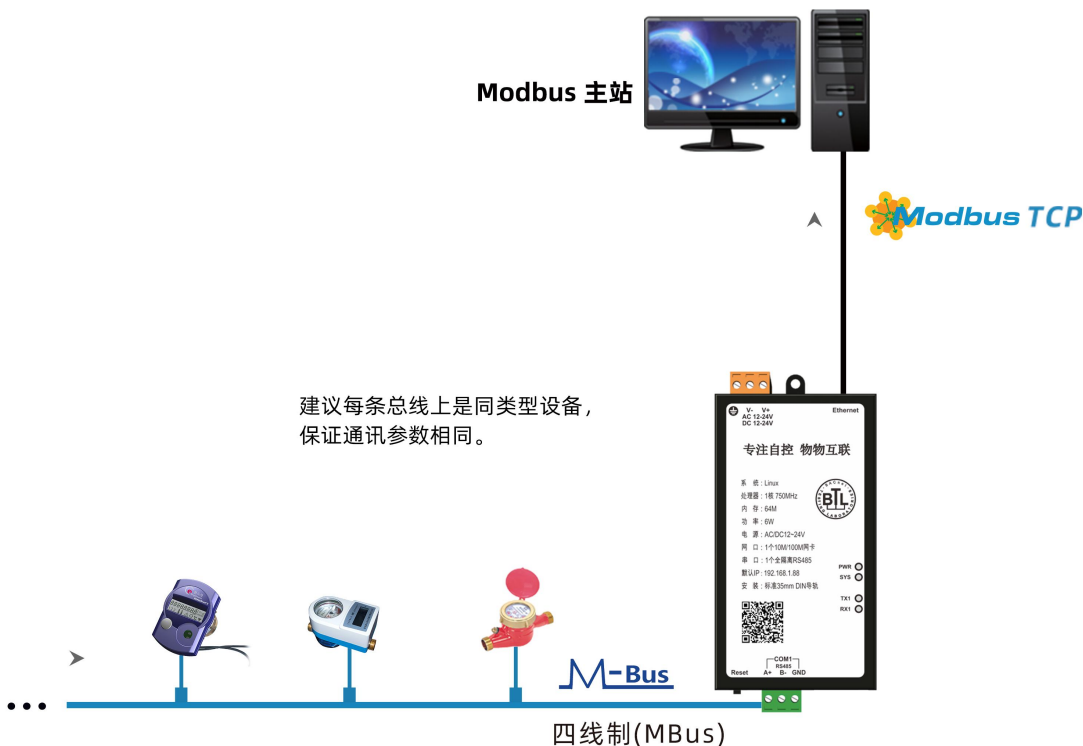 Modbus 主站
Modbus TCP
建议每条总线上是同类型设备，
保证通讯参数相同。
V- V+
AC 12-24V
DC 12-24V
Ethernet
专注自控 物物互联
系 统 : Linux
处理器 : 1核 750MHz
内 存 : 64M
功 率 : 6W
电 源 : AC/DC12~24V
网 口 : 1个10M/100M网卡
串 口 : 1个全隔离RS485
默认IP : 192.168.1.88
安 装 : 标准35mm DIN导轨
BTL
PWR
SYS
TX1
RX1
COM1
RS485
Reset A+ B- GND
M-Bus
四线制(MBus)